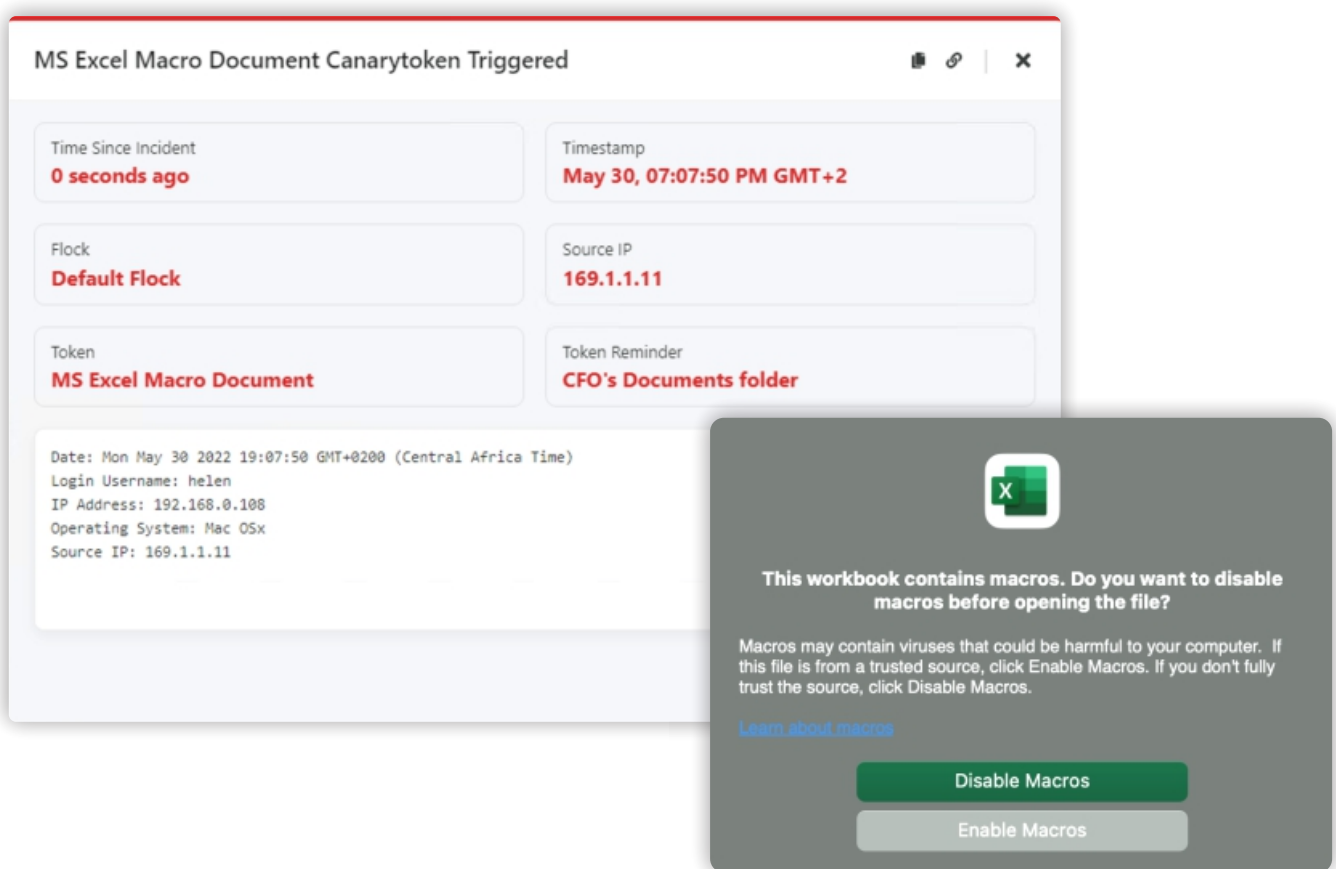 MS Excel Macro Document Canarytoken Triggered
Time Since Incident
0 seconds ago
Timestamp
May 30, 07:07:50 PM GMT+2
Flock
Default Flock
Source IP
169.1.1.11
Token
MS Excel Macro Document
Token Reminder
CFO's Documents folder
Date: Mon May 30 2022 19:07:50 GMT+0200 (Central Africa Time)
Login Username: helen
IP Address: 192.168.0.108
Operating System: Mac OSx
Source IP: 169.1.1.11
X
This workbook contains macros. Do you want to disable
macros before opening the file?
Macros may contain viruses that could be harmful to your computer. If
this file is from a trusted source, click Enable Macros. If you don't fully
trust the source, click Disable Macros.
Learn about macros
Disable Macros
Enable Macros